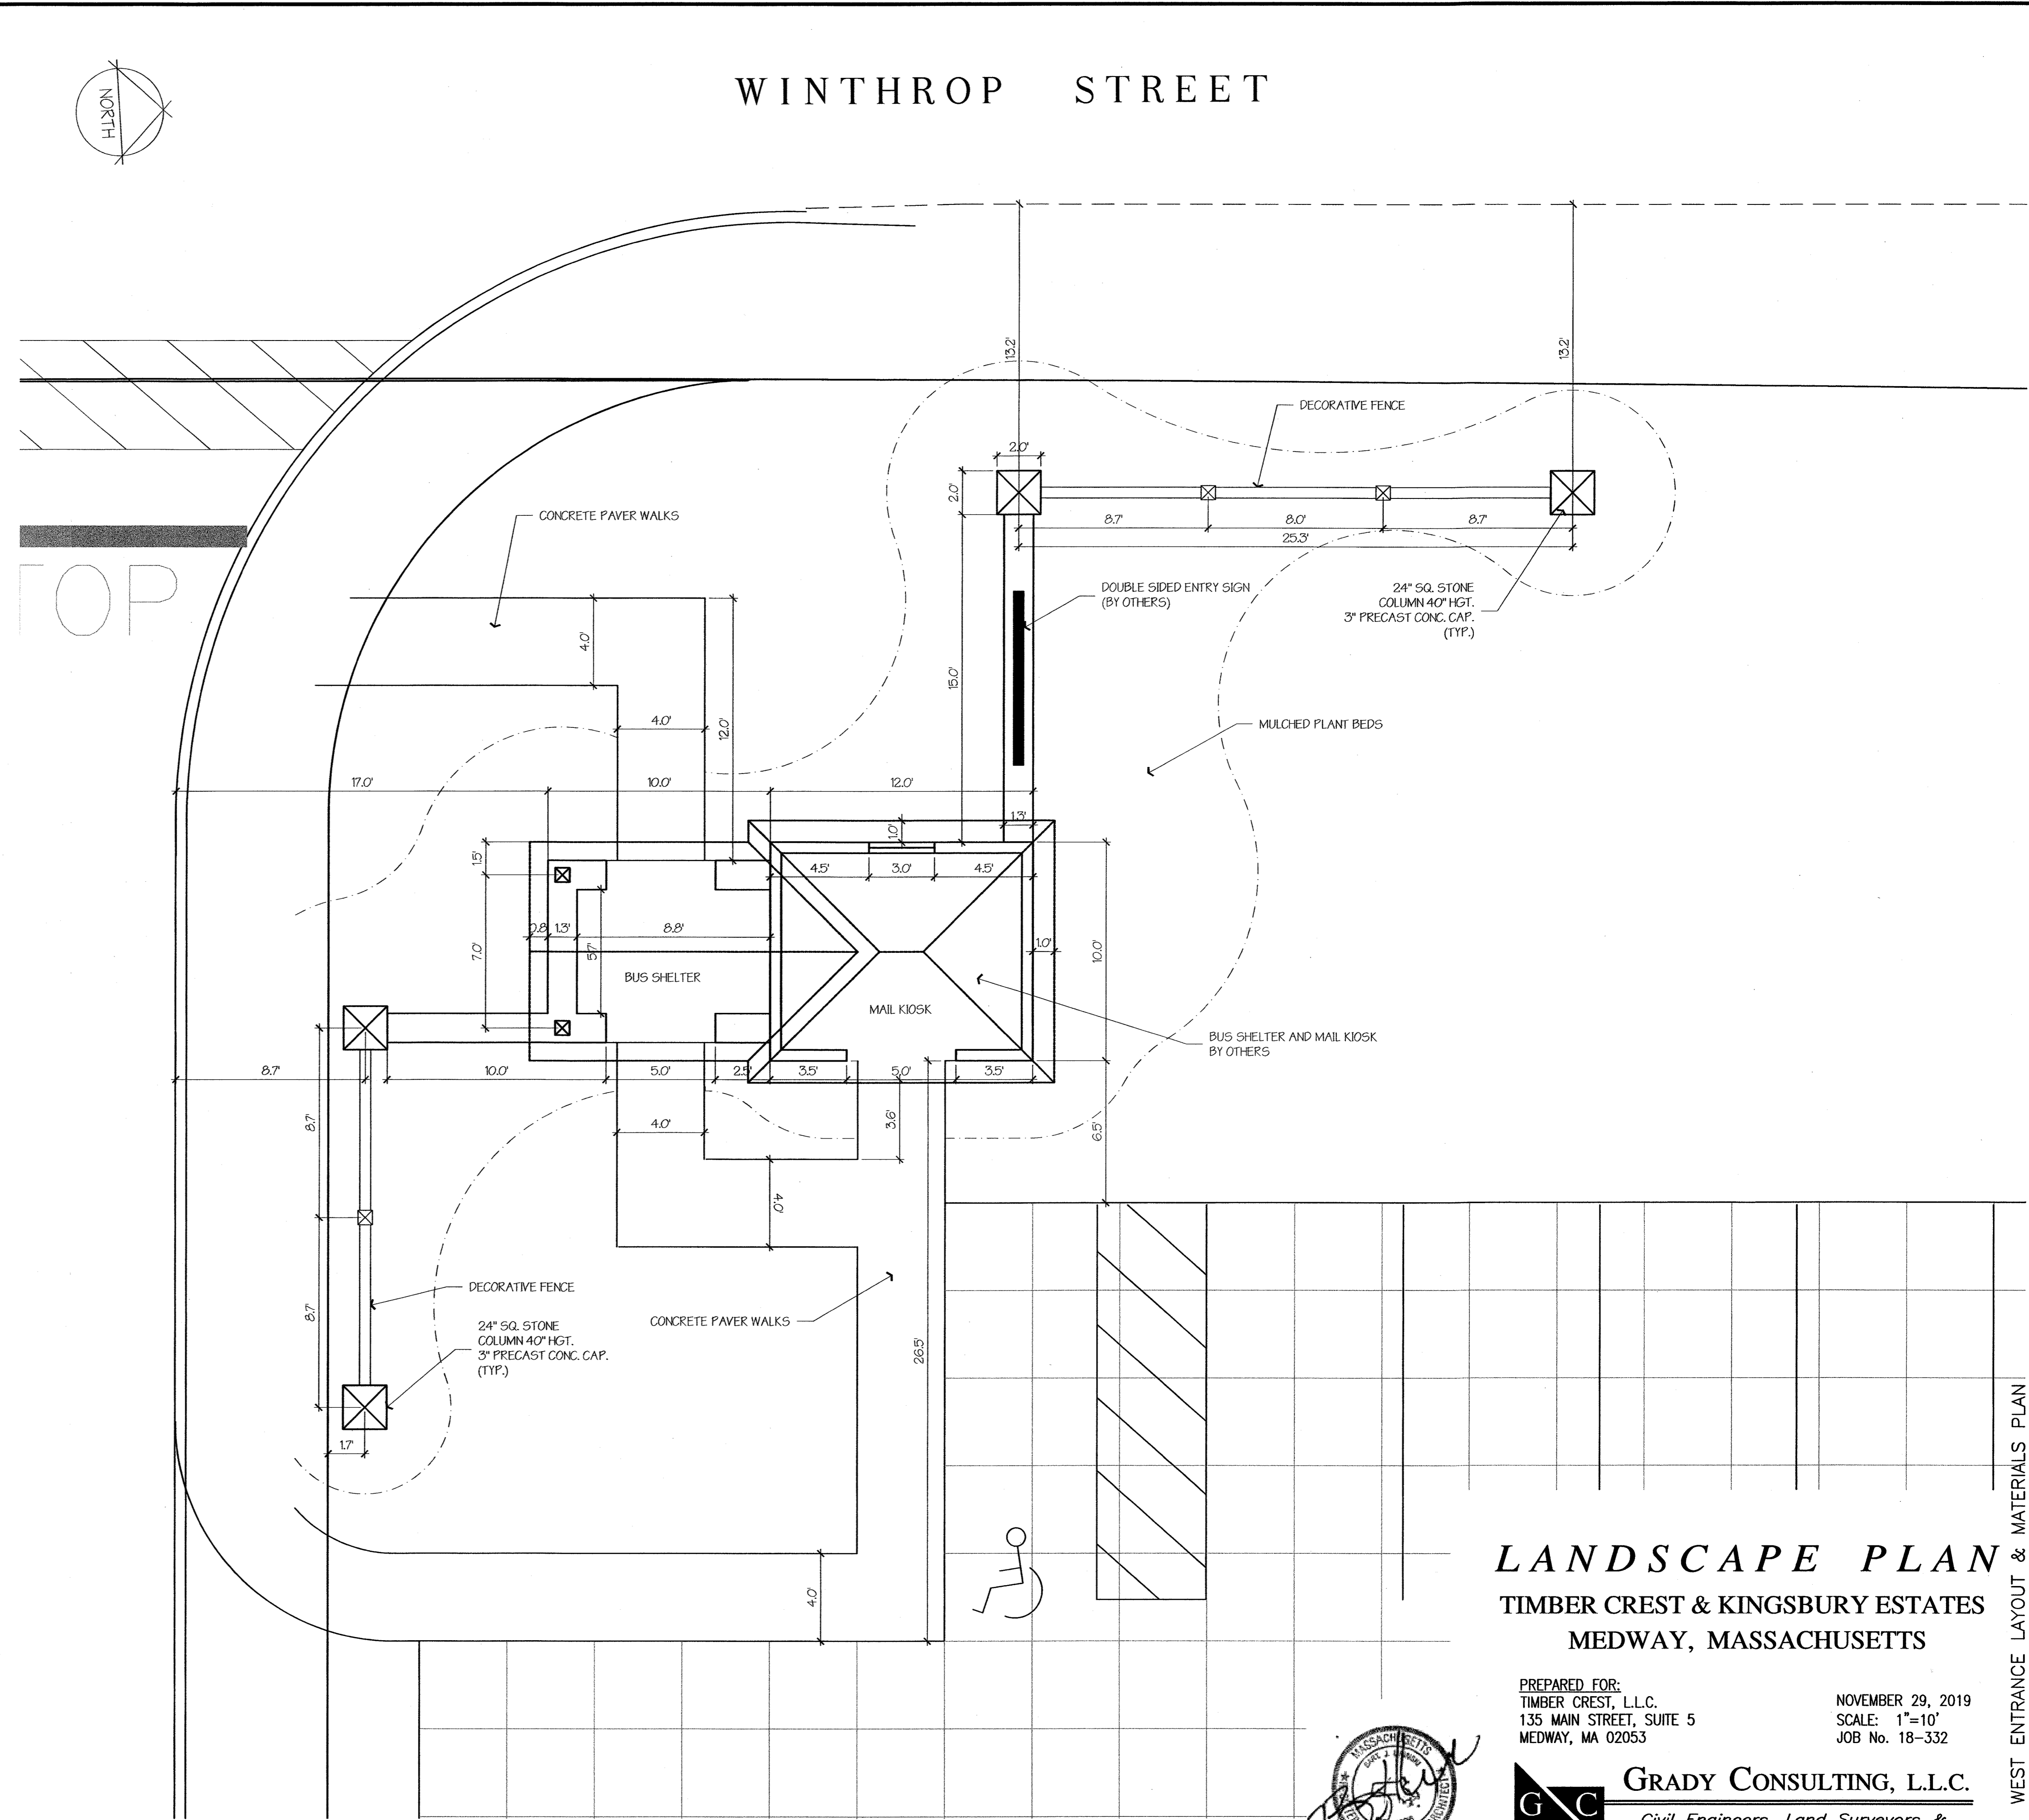 WINTHROP STREET
NORTH
13.2'
13.2'
DECORATIVE FENCE
2.0'
2.0'
8.7'
8.0'
8.7'
25.3'
CONCRETE PAVER WALKS
TOP
DOUBLE SIDED ENTRY SIGN
(BY OTHERS)
24" SQ. STONE
COLUMN 40" HGT.
3" PRECAST CONC. CAP.
(TYP.)
4.0'
15.0'
4.0'
12.0'
MULCHED PLANT BEDS
17.0'
10.0'
12.0'
1.3'
1.0'
1.5'
4.5'
3.0'
4.5'
0.8'
1.3'
8.8'
7.0'
5.7'
1.0'
10.0'
BUS SHELTER
MAIL KIOSK
BUS SHELTER AND MAIL KIOSK
BY OTHERS
8.7'
10.0'
5.0'
2.5'
3.5'
5.0'
3.5'
8.7'
4.0'
3.6'
6.5'
4.0'
DECORATIVE FENCE
8.7'
CONCRETE PAVER WALKS
24" SQ. STONE
COLUMN 40" HGT.
3" PRECAST CONC. CAP.
(TYP.)
26.5'
1.7'
4.0'
LANDSCAPE PLAN
TIMBER CREST & KINGSBURY ESTATES
MEDWAY, MASSACHUSETTS
PREPARED FOR:
TIMBER CREST, L.L.C.
135 MAIN STREET, SUITE 5
MEDWAY, MA 02053
NOVEMBER 29, 2019
SCALE: 1"=10'
JOB No. 18-332
MASSACHUSETTS
G C
GRADY CONSULTING, L.L.C.
Civil Engineers, Land Surveyors &
WEST ENTRANCE LAYOUT & MATERIALS PLAN